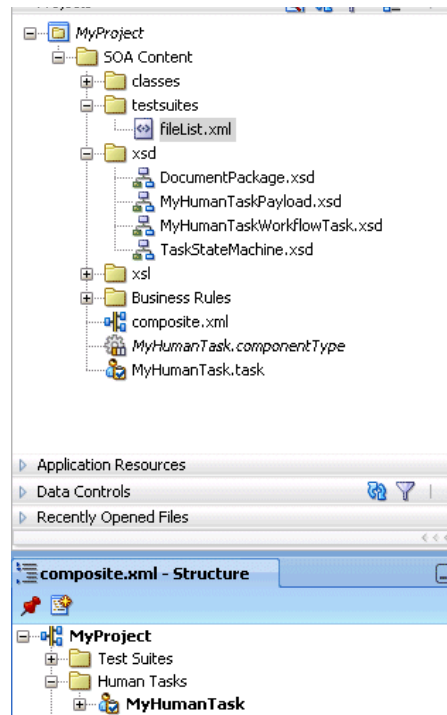 Projects
MyProject
SOA Content
classes
testsuites
fileList.xml
xsd
DocumentPackage.xsd
MyHumanTaskPayload.xsd
MyHumanTaskWorkflowTask.xsd
TaskStateMachine.xsd
xsl
Business Rules
composite.xml
MyHumanTask.componentType
MyHumanTask.task
Application Resources
Data Controls
Recently Opened Files
composite.xml - Structure
MyProject
Test Suites
Human Tasks
MyHumanTask